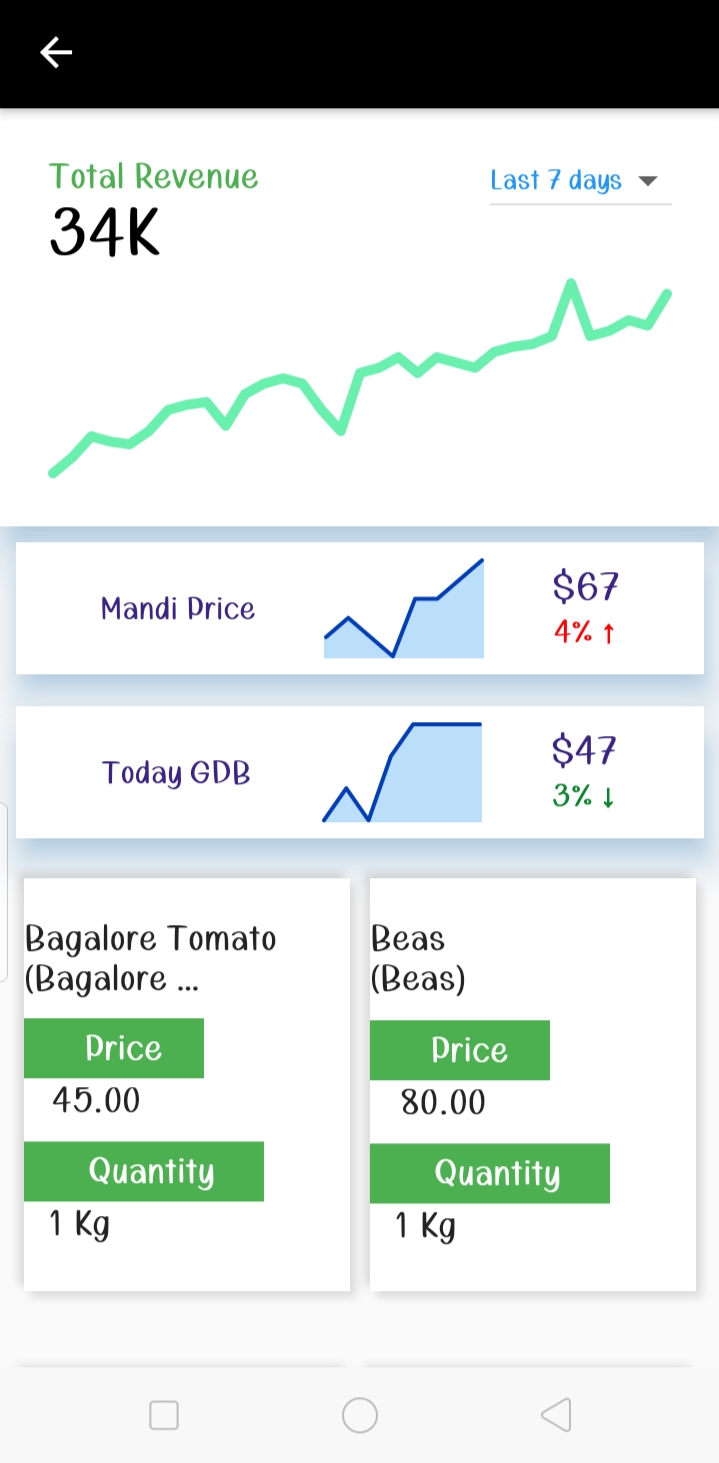 Total Revenue
34K
Last 7 days
Mandi Price
$67
4% ↑
Today GDB
$47
3% ↓
Bagalore Tomato
(Bagalore ...
Price
45.00
Quantity
1 Kg
Beas
(Beas)
Price
80.00
Quantity
1 Kg